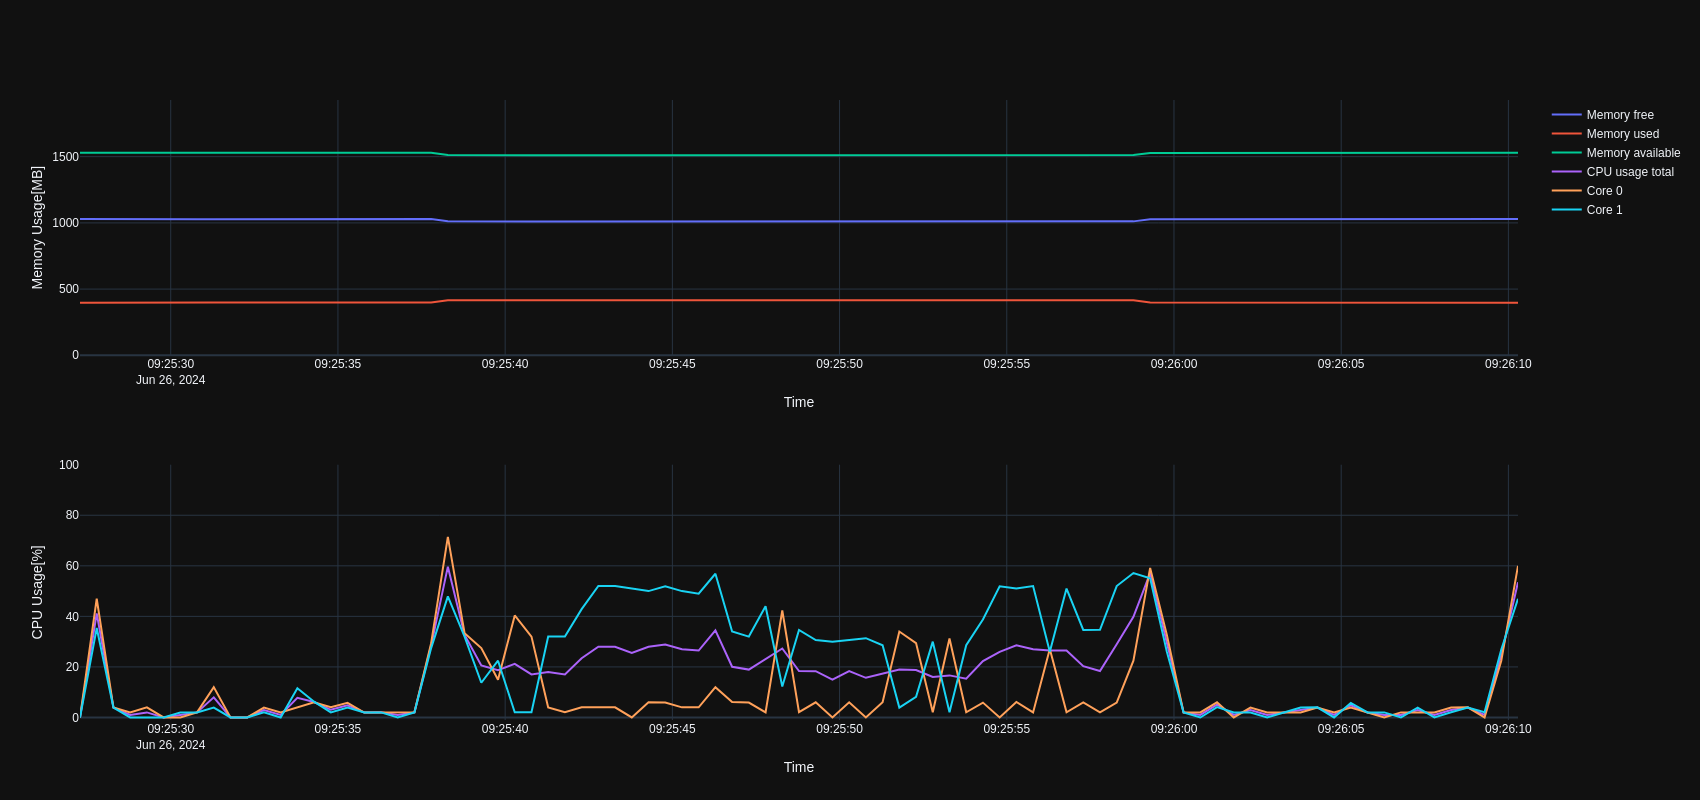 Memory free
Memory used
Memory available
CPU usage total
Core 0
Core 1
Memory Usage[MB]
1500
1000
500
0
09:25:30 09:25:35 09:25:40 09:25:45 09:25:50 09:25:55 09:26:00 09:26:05 09:26:10
Jun 26, 2024
Time
CPU Usage[%]
100
80
60
40
20
0
09:25:30 09:25:35 09:25:40 09:25:45 09:25:50 09:25:55 09:26:00 09:26:05 09:26:10
Jun 26, 2024
Time